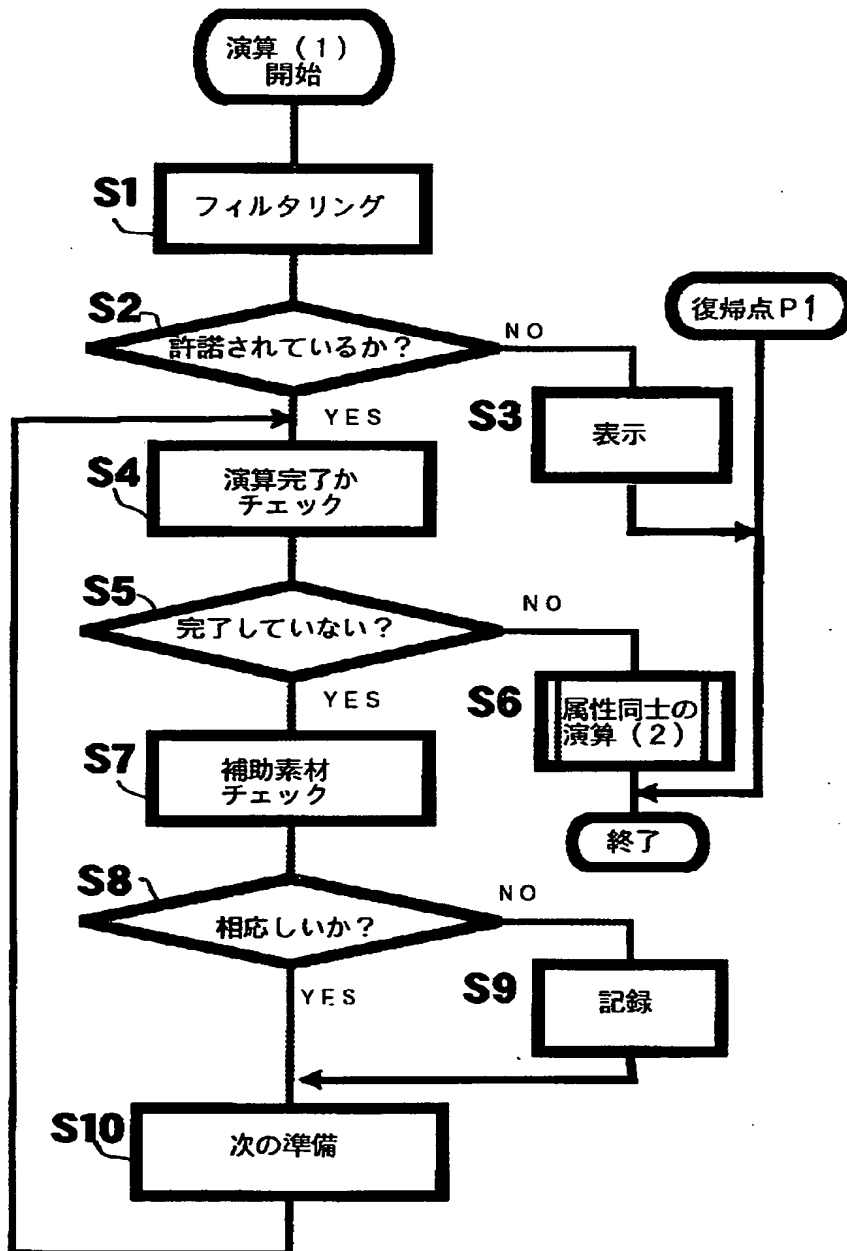 演算（１）
開始
S1
フィルタリング
S2
許諾されているか？
NO
復帰点P1
YES
S3
表示
S4
演算完了か
チェック
S5
完了していない？
NO
YES
S6
属性同士の
演算（２）
S7
補助素材
チェック
終了
S8
相応しいか？
NO
YES
S9
記録
S10
次の準備